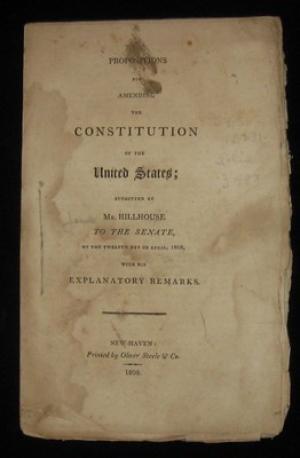 PROPOSITIONS
FOR
AMENDING
THE
CONSTITUTION
OF THE
United States;
SUBMITTED BY
MR. HILLHOUSE
TO THE SENATE,
ON THE TWELFTH DAY OF APRIL, 1808,
WITH HIS
EXPLANATORY REMARKS.
NEW-HAVEN:
Printed by Oliver Steele & Co.
1808.